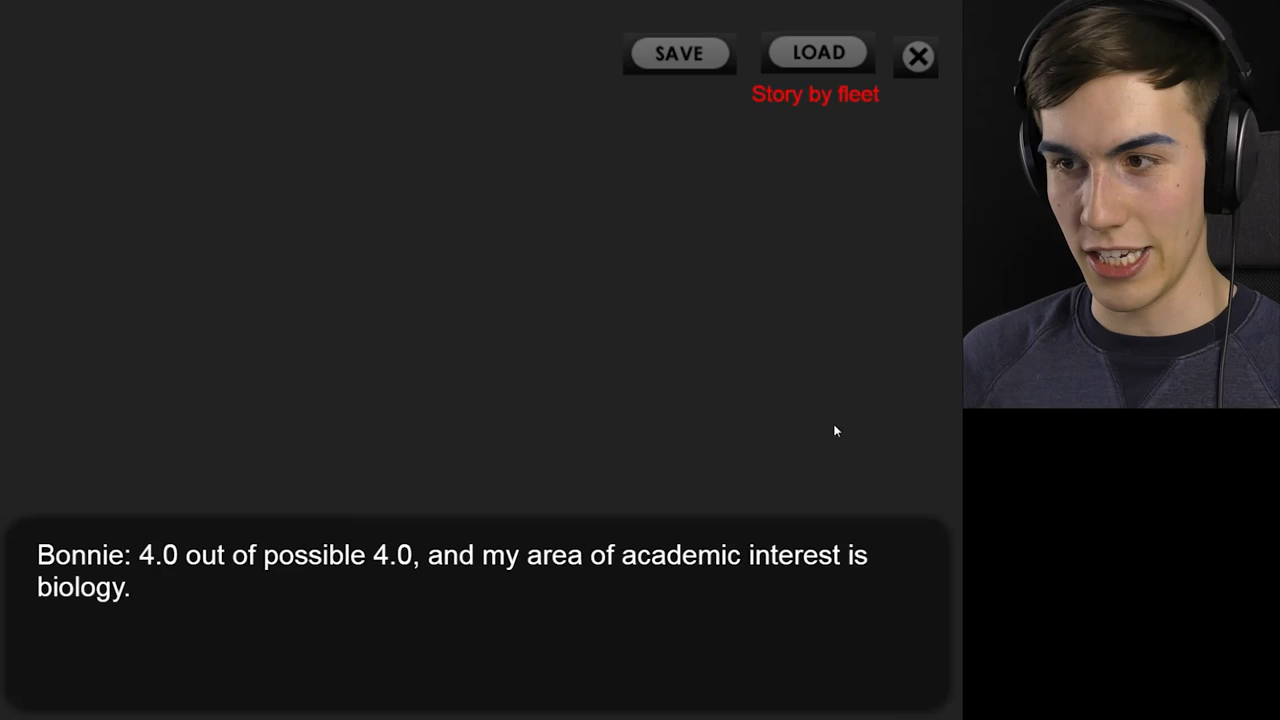 SAVE
LOAD
Story by fleet
Bonnie: 4.0 out of possible 4.0, and my area of academic interest is
biology.